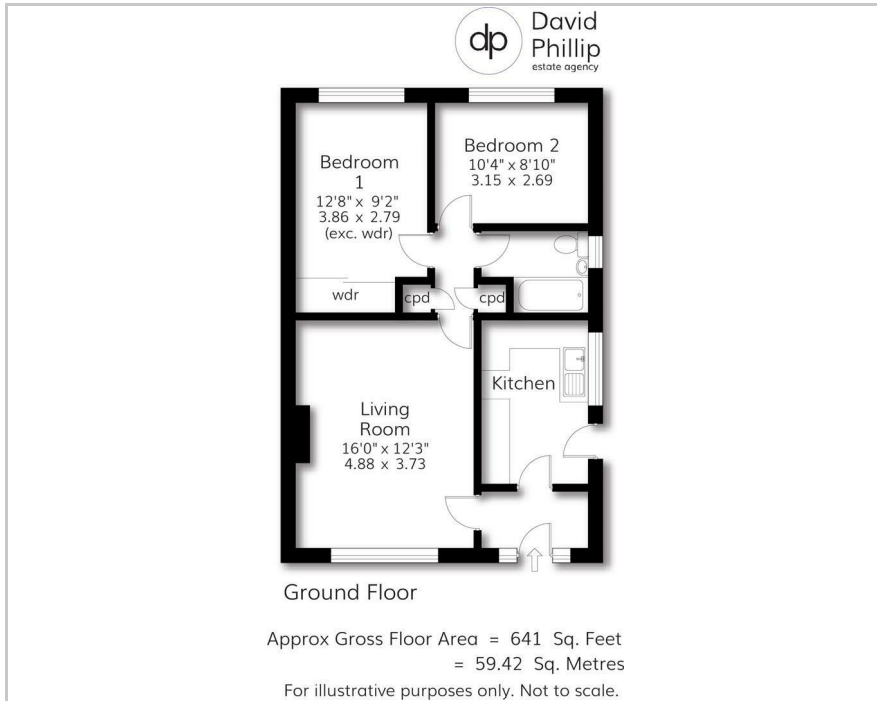 dp
David
Phillip
estate agency
Bedroom
1
12'8" x 9'2"
3.86 x 2.79
(exc. wdr)
Bedroom 2
10'4" x 8'10"
3.15 x 2.69
wdr
cpd
cpd
Kitchen
Living
Room
16'0" x 12'3"
4.88 x 3.73
Ground Floor
Approx Gross Floor Area = 641 Sq. Feet
= 59.42 Sq. Metres
For illustrative purposes only. Not to scale.